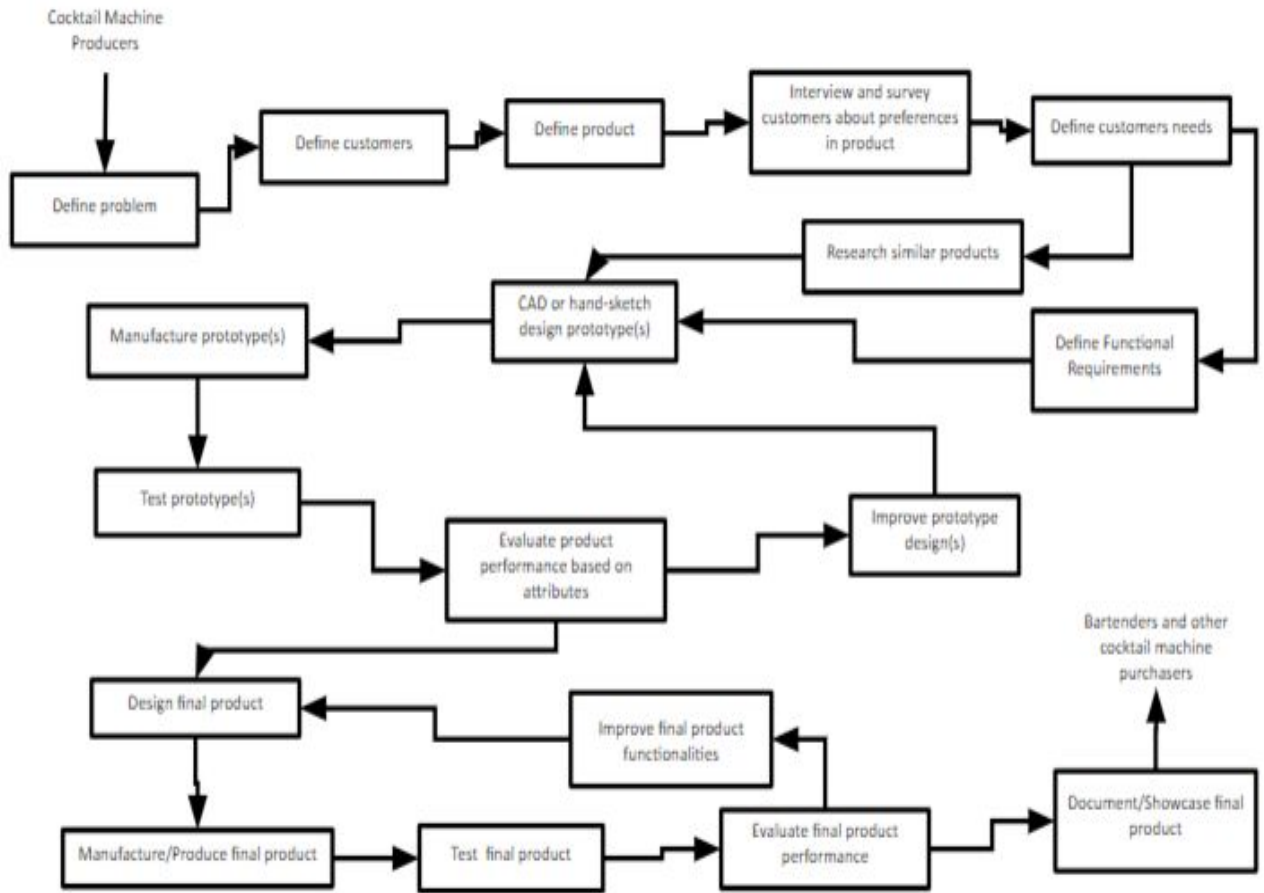 Cocktail Machine
Producers
Define problem
Define customers
Define product
Interview and survey
customers about preferences
in product
Define customers needs
Research similar products
Define Functional
Requirements
CAD or hand-sketch
design prototype(s)
Manufacture prototype(s)
Test prototype(s)
Evaluate product
performance based on
attributes
Improve prototype
design(s)
Design final product
Improve final product
functionalities
Manufacture/Produce final product
Test final product
Evaluate final product
performance
Document/Showcase final
product
Bartenders and other
cocktail machine
purchasers